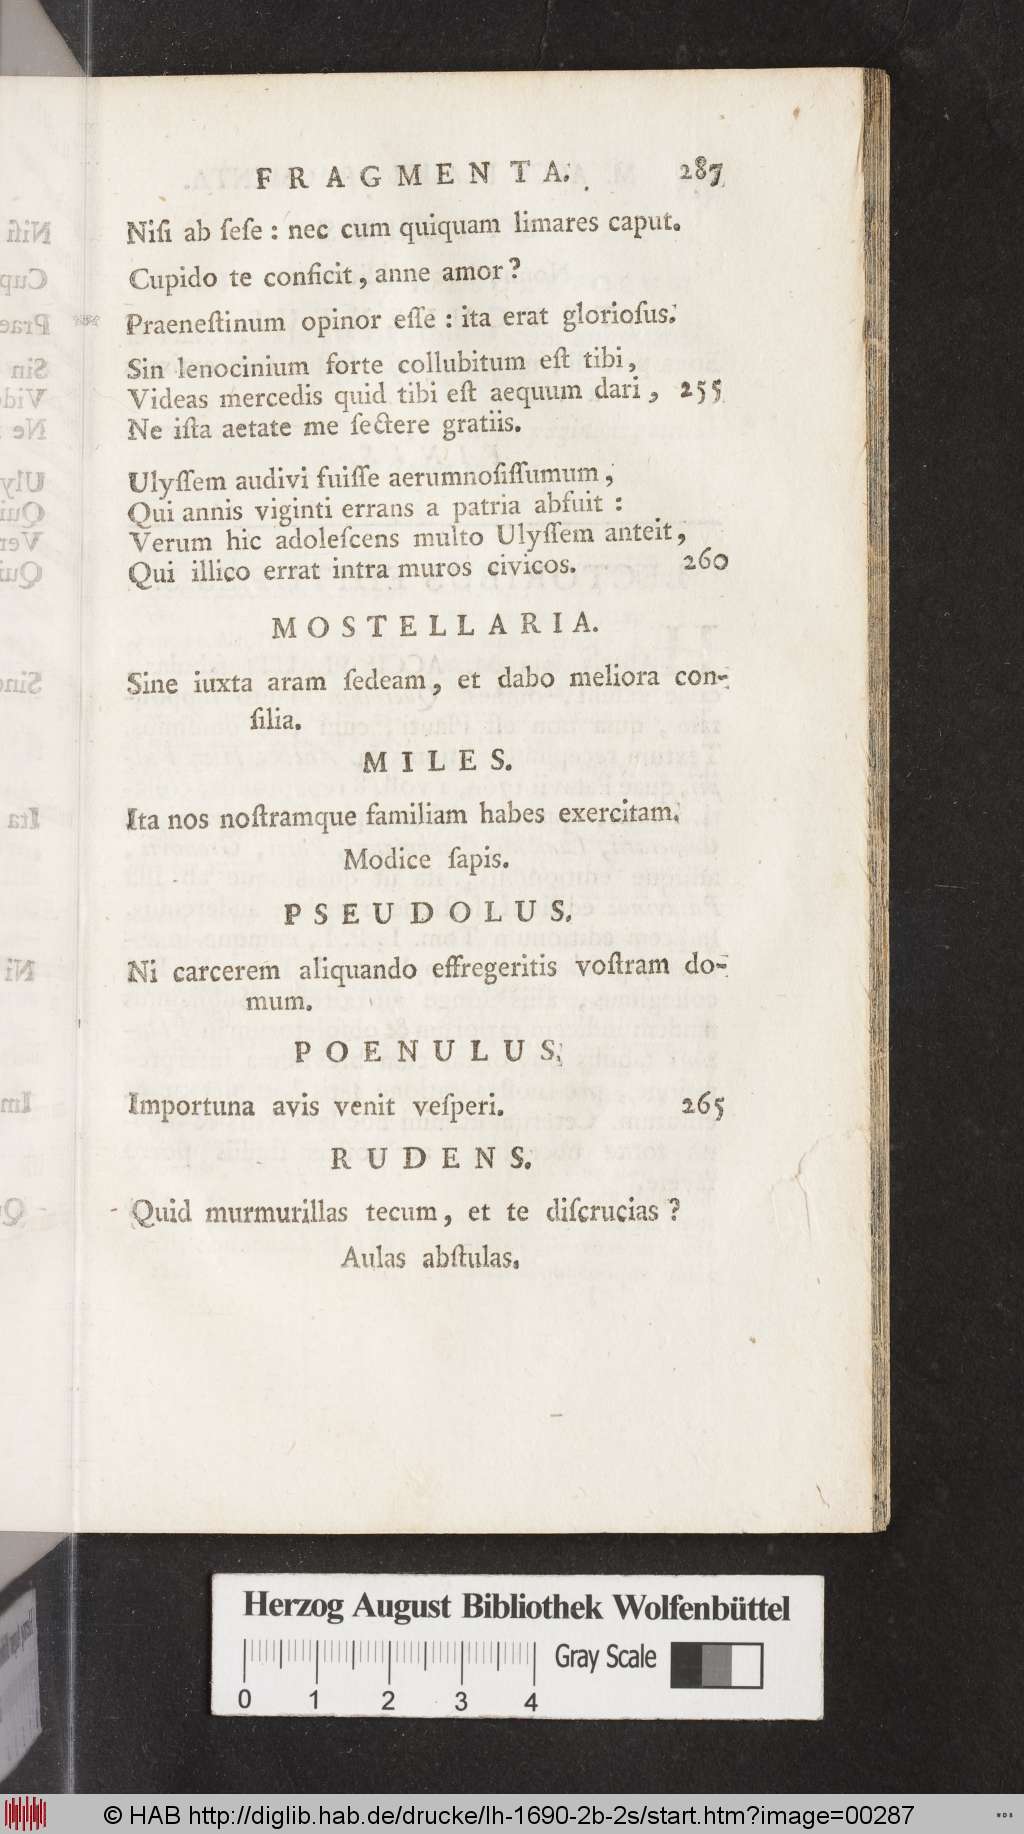 FRAGMENTA. 287
Niſi ab ſeſe : nec cum quiquam limares caput.
Cupido te conficit, anne amor ?
Praeneſtinum opinor eſſe : ita erat glorioſus.
Sin lenocinium forte collubitum eſt tibi,
Videas mercedis quid tibi eſt aequum dari, 255
Ne iſta aetate me ſectere gratiis.
Ulyſſem audivi fuiſſe aerumnoſiſſumum,
Qui annis viginti errans a patria abfuit :
Verum hic adoleſcens multo Ulyſſem anteit,
Qui illico errat intra muros civicos. 260
MOSTELLARIA.
Sine iuxta aram ſedeam, et dabo meliora con-
ſilia.
MILES.
Ita nos noſtramque familiam habes exercitam.
Modice ſapis.
PSEUDOLUS.
Ni carcerem aliquando effregeritis voſtram do-
mum.
POENULUS.
Importuna avis venit veſperi. 265
RUDENS.
Quid murmurillas tecum, et te diſcrucias ?
Aulas abſtulas.
Herzog August Bibliothek Wolfenbüttel
Gray Scale
0 1 2 3 4
© HAB http://diglib.hab.de/drucke/lh-1690-2b-2s/start.htm?image=00287